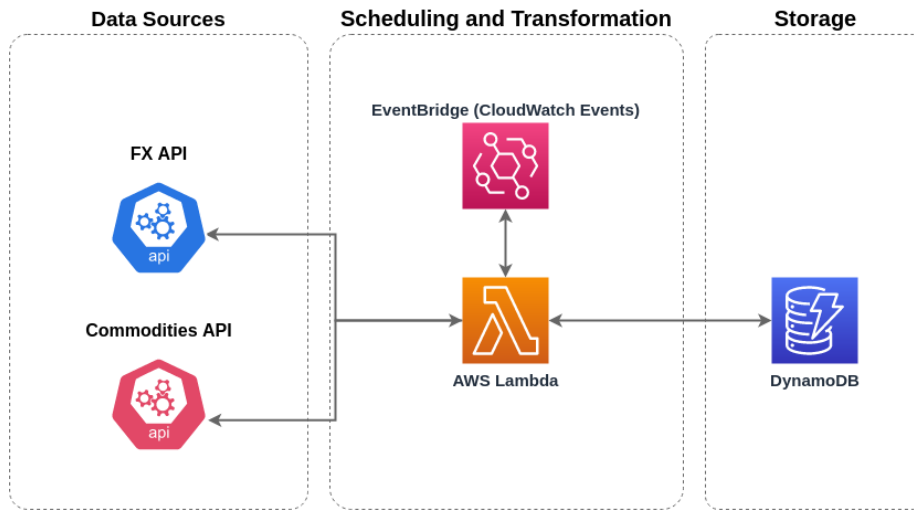 Data Sources
Scheduling and Transformation
Storage
EventBridge (CloudWatch Events)
FX API
api
Commodities API
api
AWS Lambda
DynamoDB